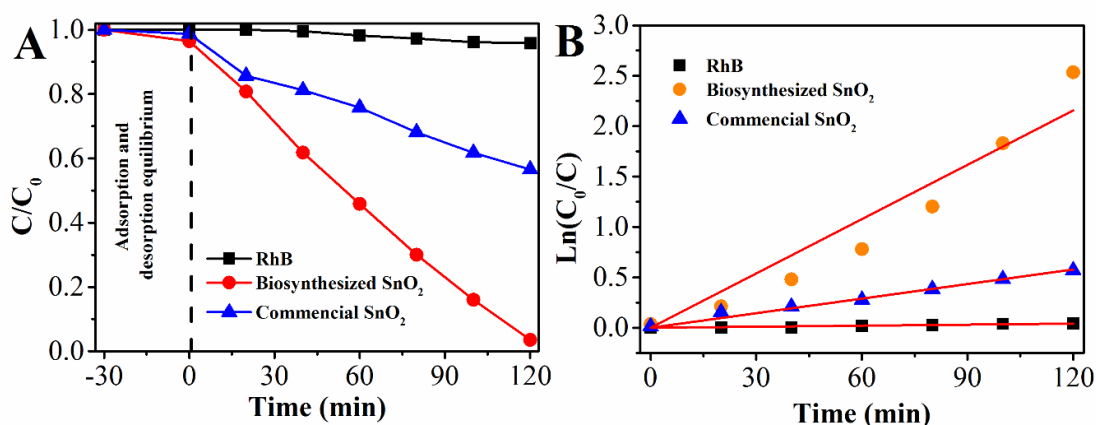 A
C/C₀
1.0
0.8
0.6
0.4
0.2
0.0
Adsorption and
desorption equilibrium
RhB
Biosynthesized SnO₂
Commencial SnO₂
-30
0
30
60
90
120
Time (min)
B
Ln(C₀/C)
3.0
2.5
2.0
1.5
1.0
0.5
0.0
RhB
Biosynthesized SnO₂
Commencial SnO₂
0
30
60
90
120
Time (min)